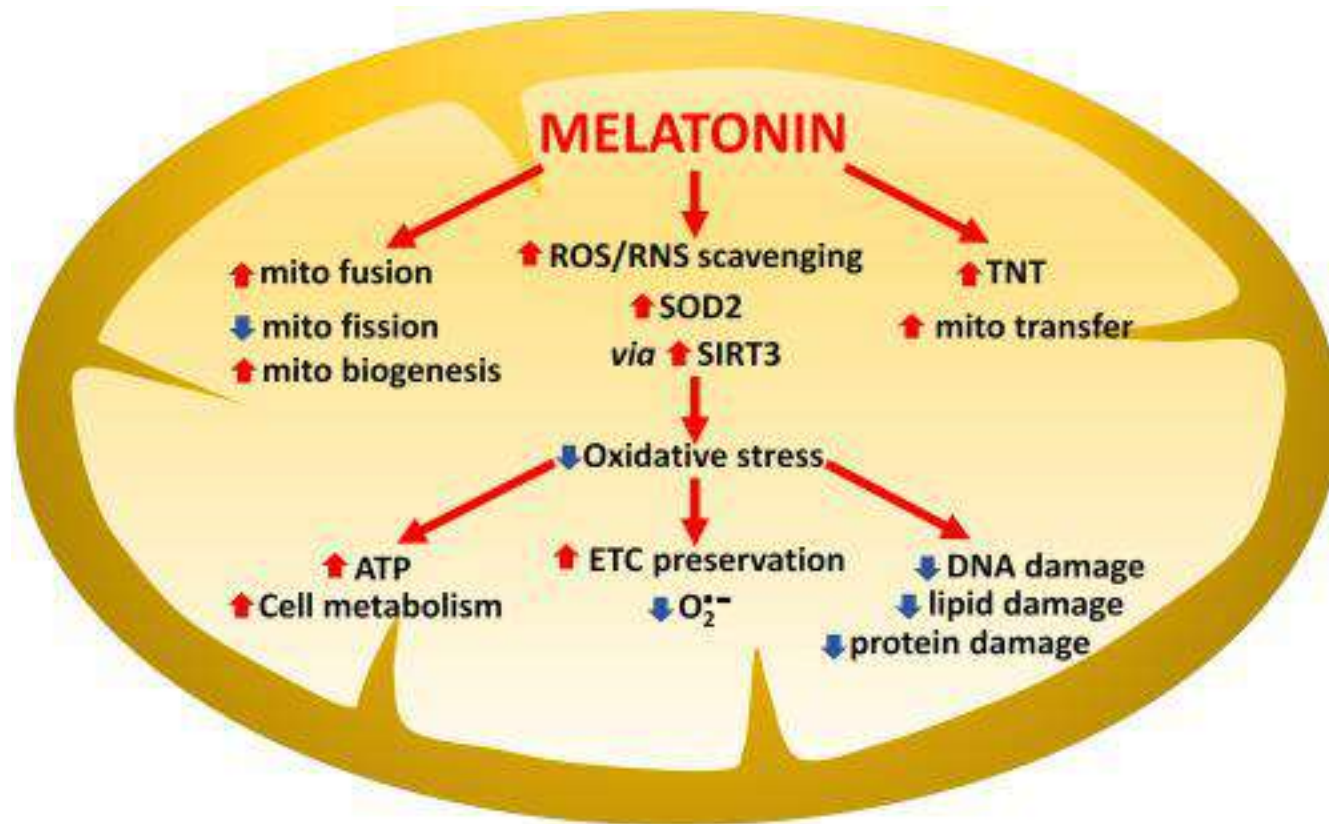 MELATONIN
mito fusion
mito fission
mito biogenesis
ROS/RNS scavenging
SOD2
via SIRT3
TNT
mito transfer
Oxidative stress
ATP
Cell metabolism
ETC preservation
O₂•−
DNA damage
lipid damage
protein damage